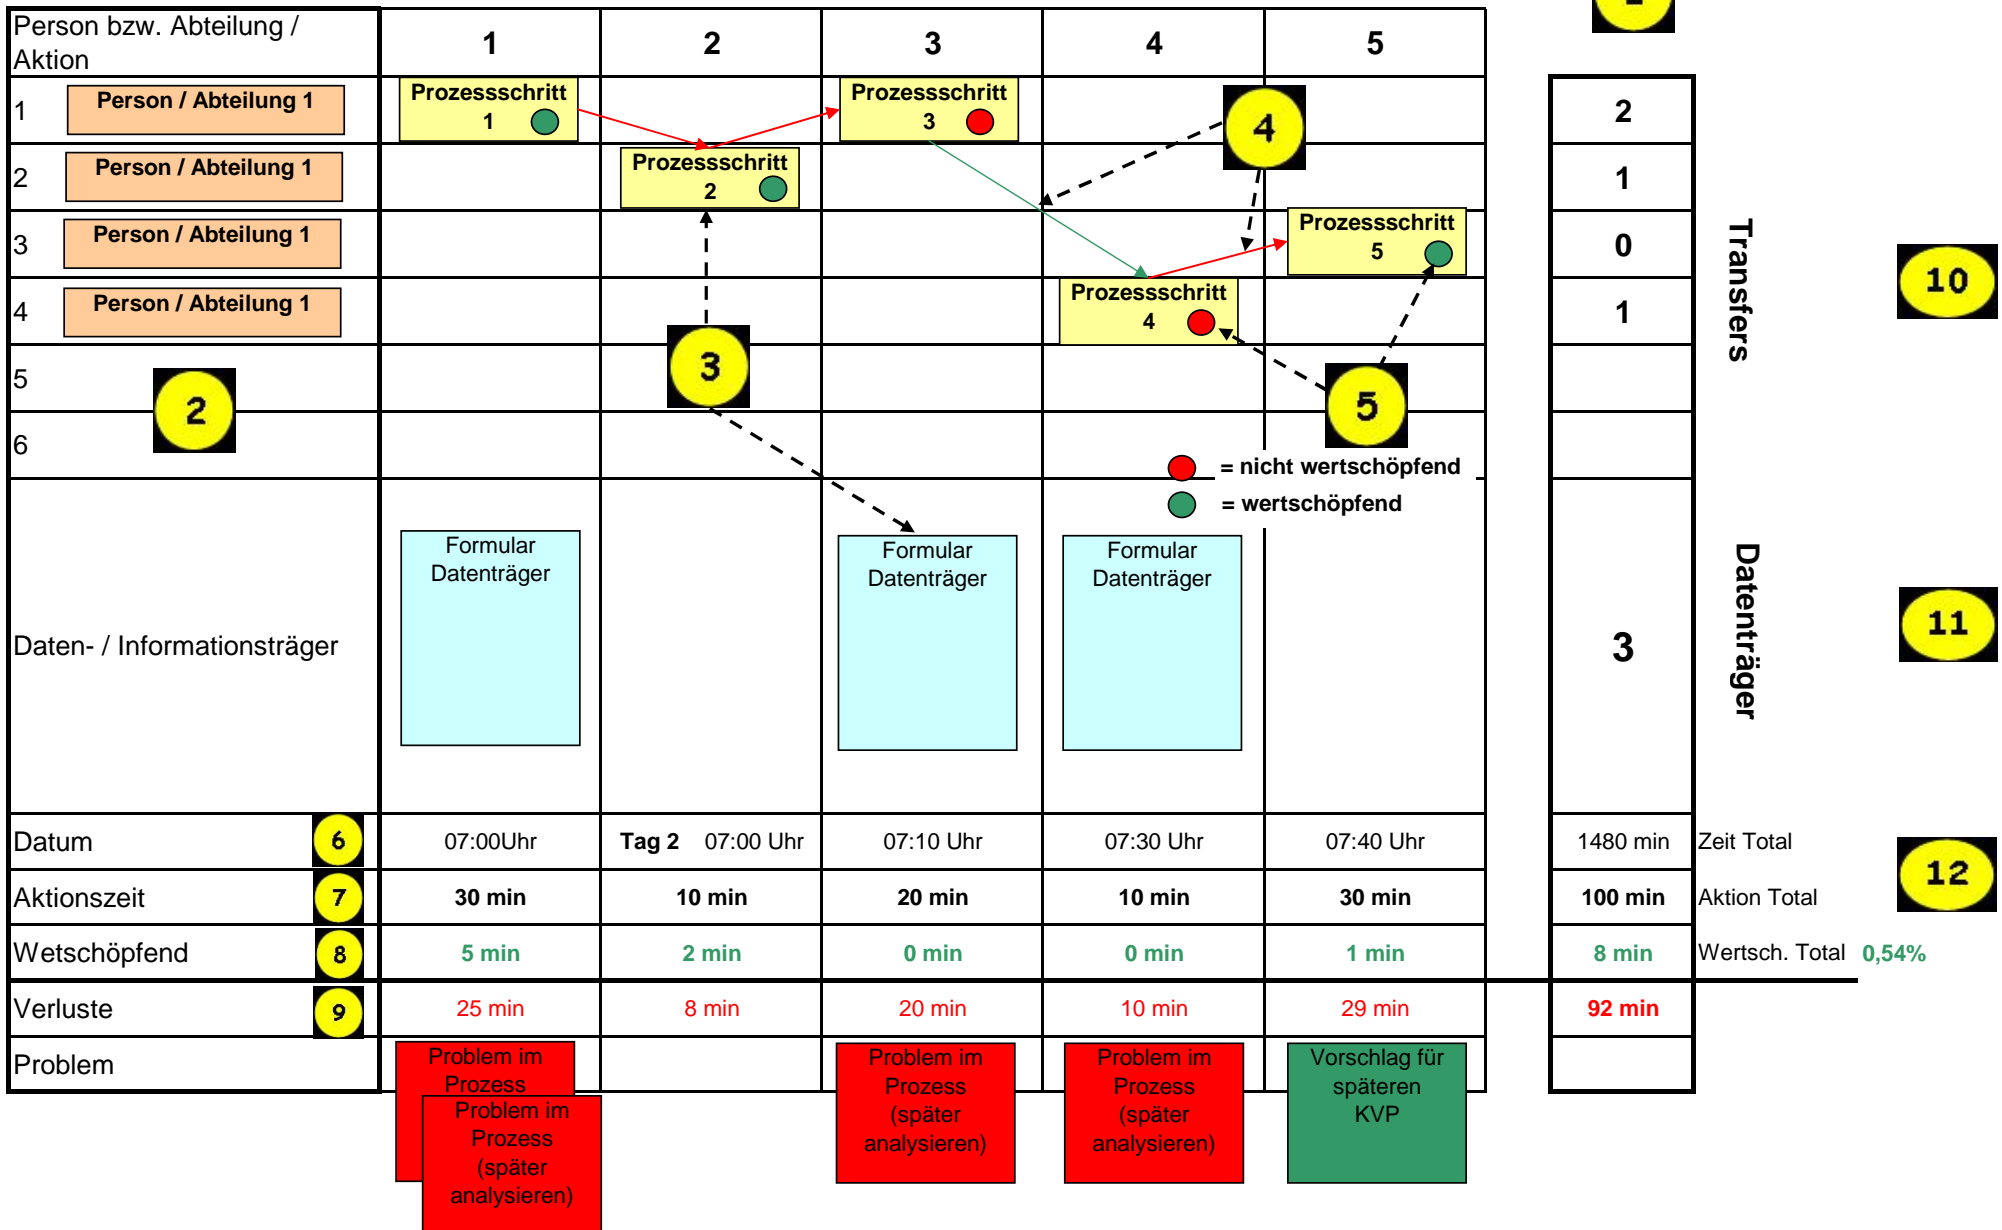 Person bzw. Abteilung /
Aktion
1
2
3
4
5
1
Person / Abteilung 1
Prozessschritt
1
Prozessschritt
3
4
2
2
Person / Abteilung 1
Prozessschritt
2
1
3
Person / Abteilung 1
Prozessschritt
5
0
4
Person / Abteilung 1
Prozessschritt
4
1
Transfers
10
5
3
5
2
6
= nicht wertschöpfend
= wertschöpfend
Daten- / Informationsträger
Formular
Datenträger
Formular
Datenträger
Formular
Datenträger
3
Datenträger
11
Datum
6
07:00Uhr
Tag 2 07:00 Uhr
07:10 Uhr
07:30 Uhr
07:40 Uhr
1480 min
Zeit Total
12
Aktionszeit
7
30 min
10 min
20 min
10 min
30 min
100 min
Aktion Total
Wetschöpfend
8
5 min
2 min
0 min
0 min
1 min
8 min
Wertsch. Total 0,54%
Verluste
9
25 min
8 min
20 min
10 min
29 min
92 min
Problem
Problem im
Prozess
Problem im
Prozess
(später
analysieren)
Problem im
Prozess
(später
analysieren)
Problem im
Prozess
(später
analysieren)
Vorschlag für
späteren
KVP